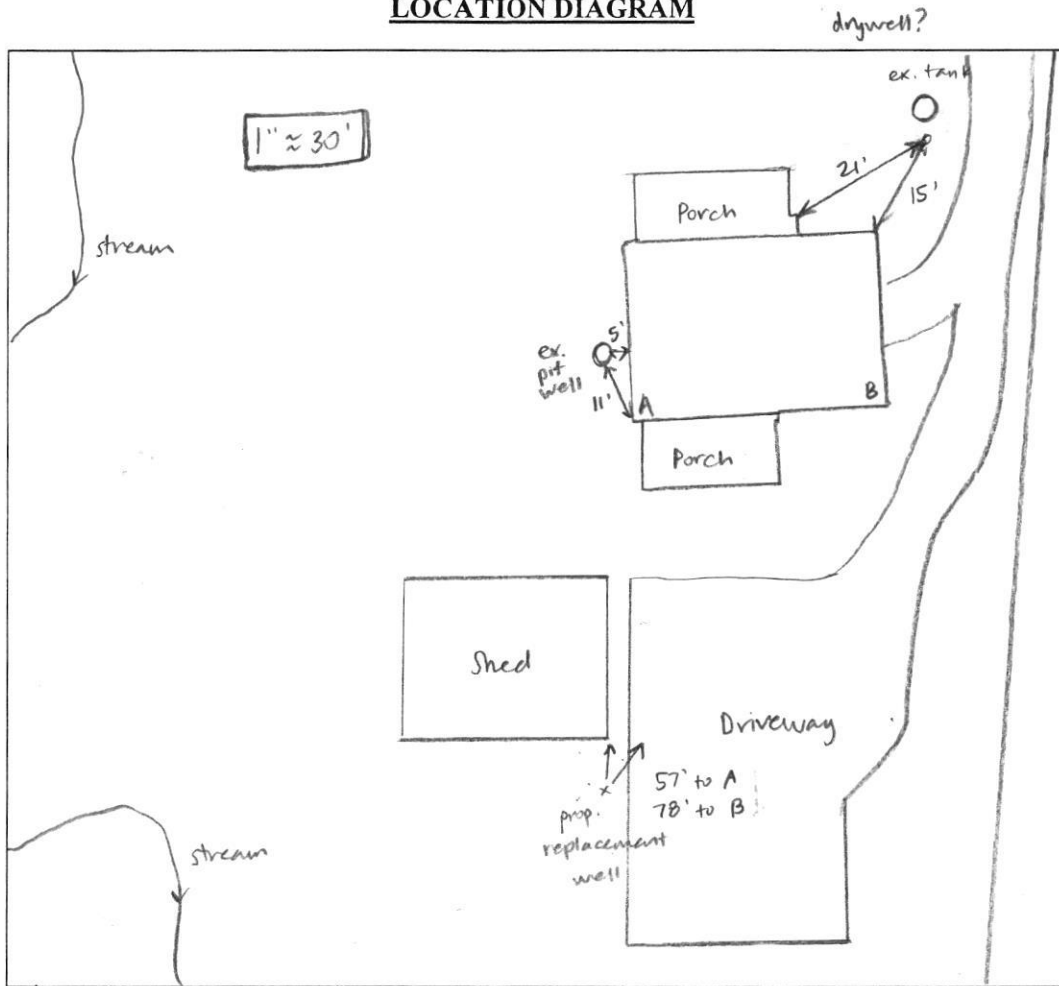 LOCATION DIAGRAM
drywell?
ex. tank
1" ≈ 30'
21'
15'
Porch
stream
5'
ex.
pit
well
11'
A
B
Porch
Shed
Driveway
57' to A
78' to B
prop.
replacement
well
stream